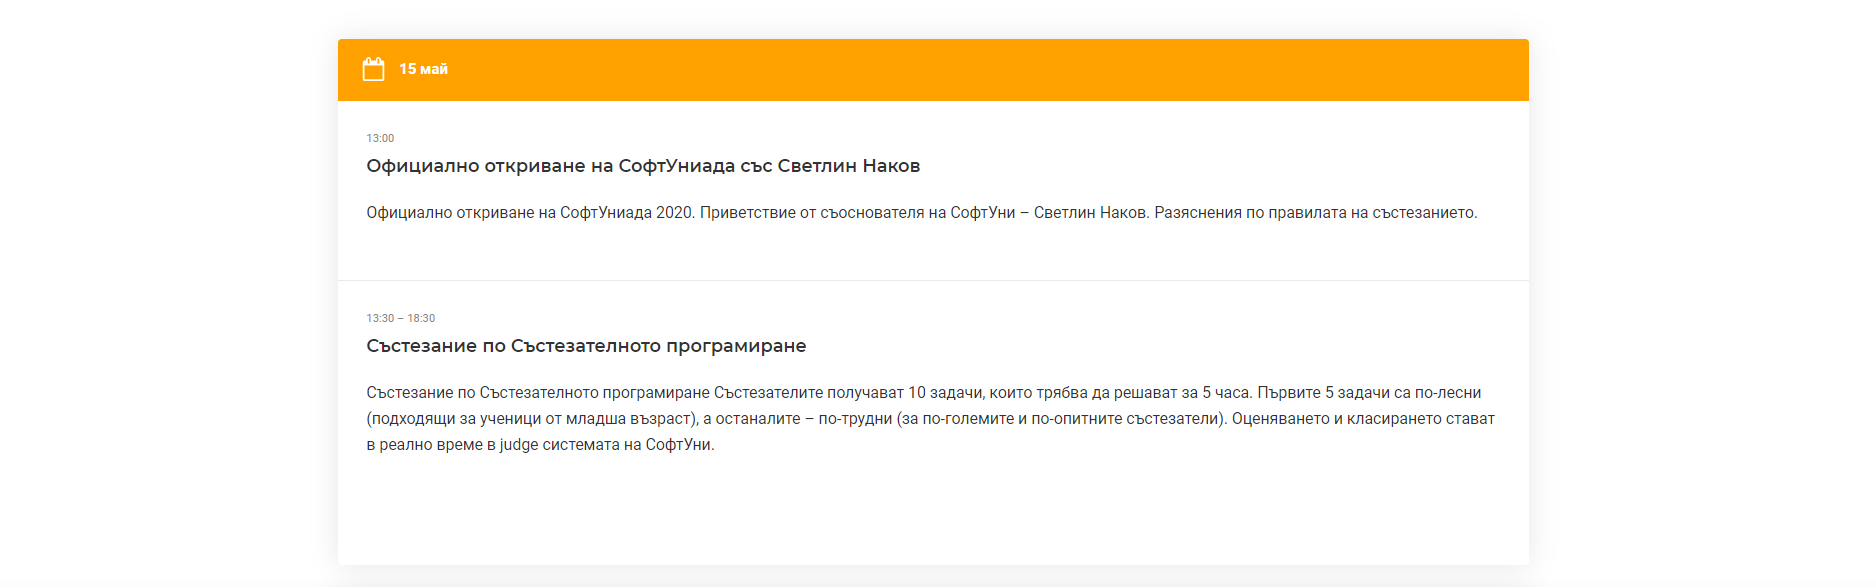 15 май
13:00
Официално откриване на СофтУниада със Светлин Наков
Официално откриване на СофтУниада 2020. Приветствие от съоснователя на СофтУни – Светлин Наков. Разяснения по правилата на състезанието.
13:30 – 18:30
Състезание по Състезателното програмиране
Състезание по Състезателното програмиране Състезателите получават 10 задачи, които трябва да решават за 5 часа. Първите 5 задачи са по-лесни
(подходящи за ученици от младша възраст), а останалите – по-трудни (за по-големите и по-опитните състезатели). Оценяването и класирането стават
в реално време в judge системата на СофтУни.